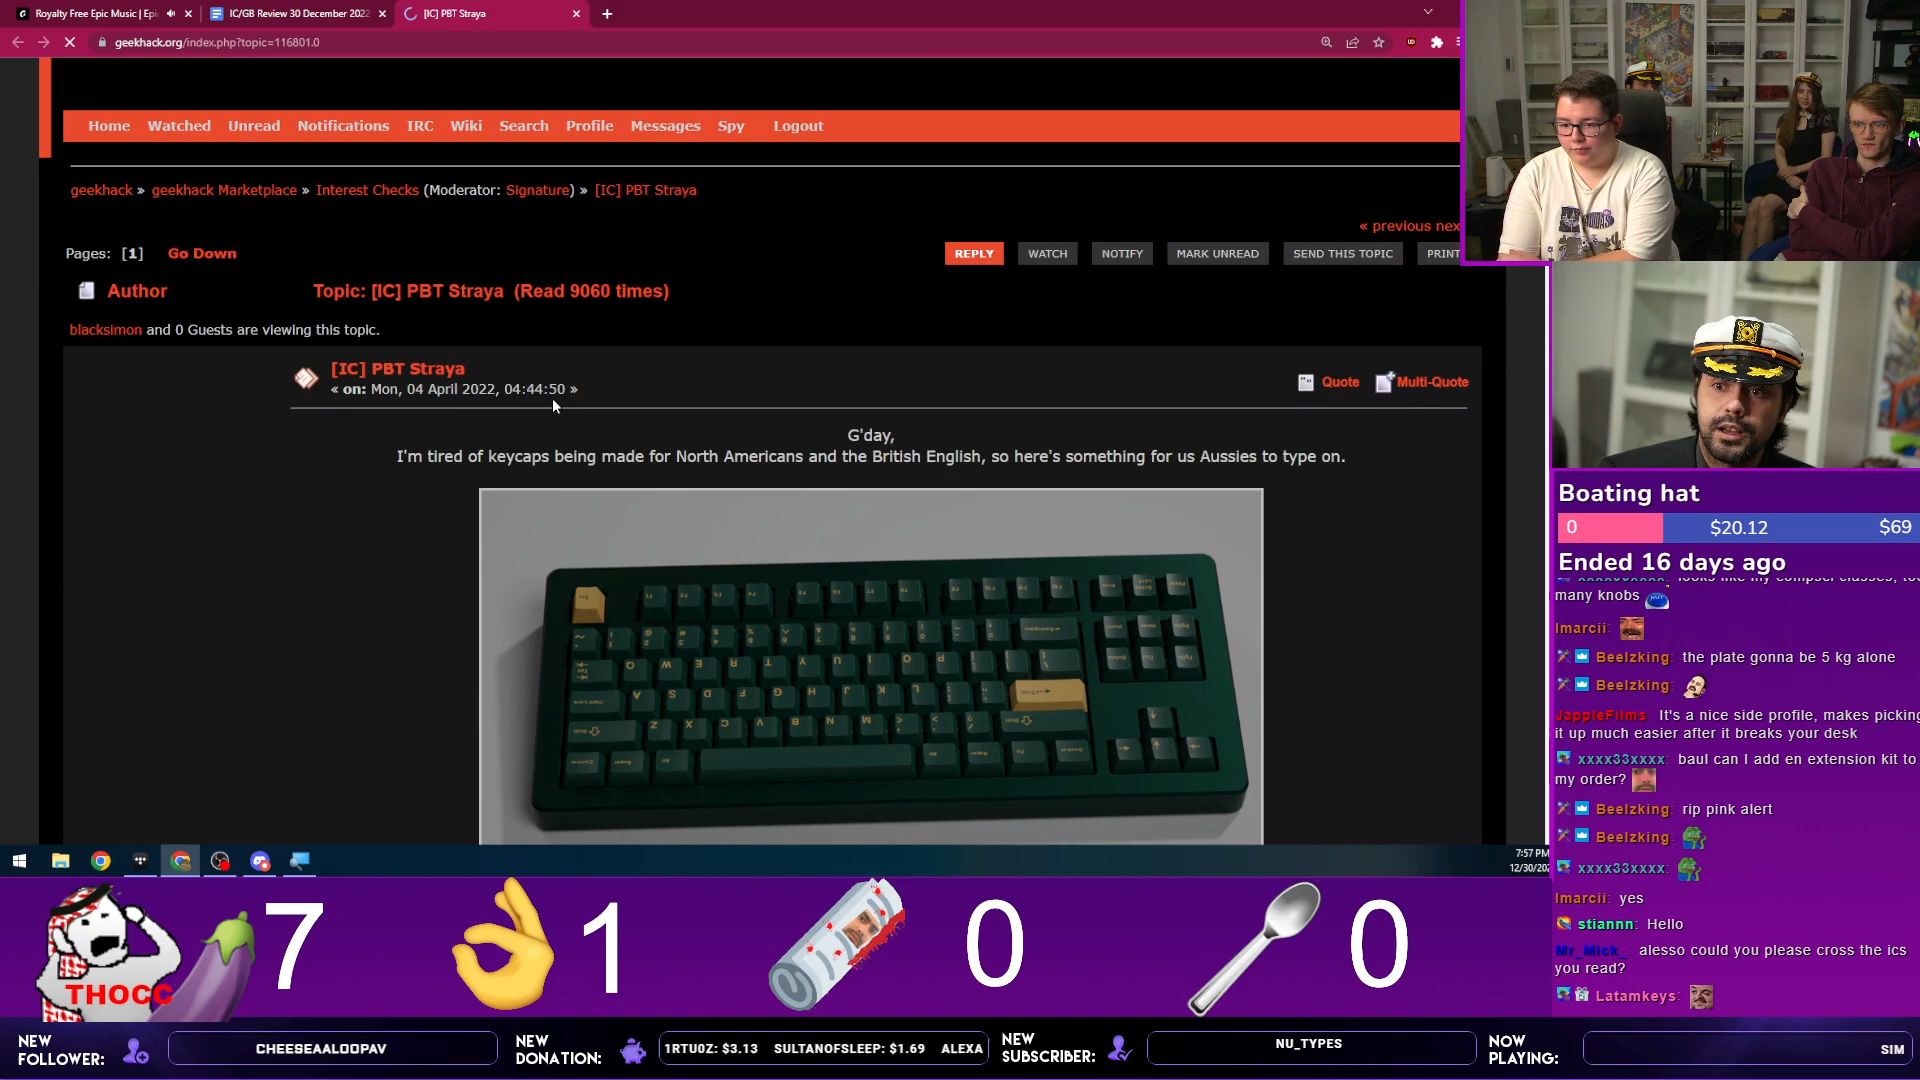 Royalty Free Epic Music | Epi
IC/GB Review 30 December 2022
[IC] PBT Straya
geekhack.org/index.php?topic=116801.0
Home Watched Unread Notifications IRC Wiki Search Profile Messages Spy Logout
geekhack » geekhack Marketplace » Interest Checks (Moderator: Signature) » [IC] PBT Straya
« previous nex
Pages: [1] Go Down
REPLY WATCH NOTIFY MARK UNREAD SEND THIS TOPIC PRINT
Author Topic: [IC] PBT Straya (Read 9060 times)
blacksimon and 0 Guests are viewing this topic.
[IC] PBT Straya
« on: Mon, 04 April 2022, 04:44:50 »
Quote Multi-Quote
G'day,
I'm tired of keycaps being made for North Americans and the British English, so here's something for us Aussies to type on.
7:57 PM
12/30/202
Boating hat
0 $20.12 $69
Ended 16 days ago
many knobs
lmarcii:
Beelzking: the plate gonna be 5 kg alone
Beelzking:
JappieFilms: It's a nice side profile, makes picking
it up much easier after it breaks your desk
xxxx33xxxx: baul can I add en extension kit to
my order?
Beelzking: rip pink alert
Beelzking:
xxxx33xxxx:
lmarcii: yes
stiannn: Hello
Mr_Mick_: alesso could you please cross the ics
you read?
Latamkeys:
THOCC
7 1 0 0
NEW
FOLLOWER:
CHEESEAALOOPAV
NEW
DONATION:
1RTU0Z: $3.13 SULTANOFSLEEP: $1.69 ALEXA
NEW
SUBSCRIBER:
NU_TYPES
NOW
PLAYING:
SIM